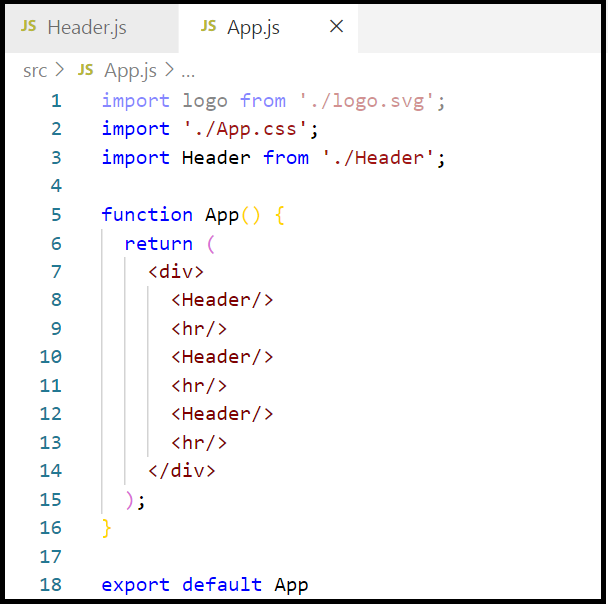 JS Header.js JS App.js ×
src > JS App.js > ...
1 import logo from './logo.svg';
2 import './App.css';
3 import Header from './Header';
4
5 function App() {
6 return (
7 <div>
8 <Header/>
9 <hr/>
10 <Header/>
11 <hr/>
12 <Header/>
13 <hr/>
14 </div>
15 );
16 }
17
18 export default App